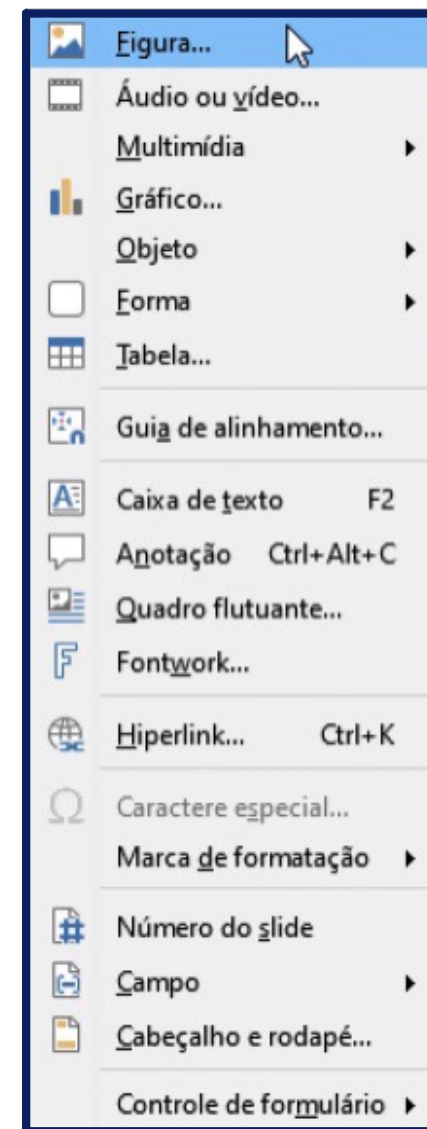 Figura...
Áudio ou vídeo...
Multimídia
Gráfico...
Objeto
Forma
Tabela...
Guia de alinhamento...
Caixa de texto F2
Anotação Ctrl+Alt+C
Quadro flutuante...
Fontwork...
Hiperlink... Ctrl+K
Caractere especial...
Marca de formatação
Número do slide
Campo
Cabeçalho e rodapé...
Controle de formulário